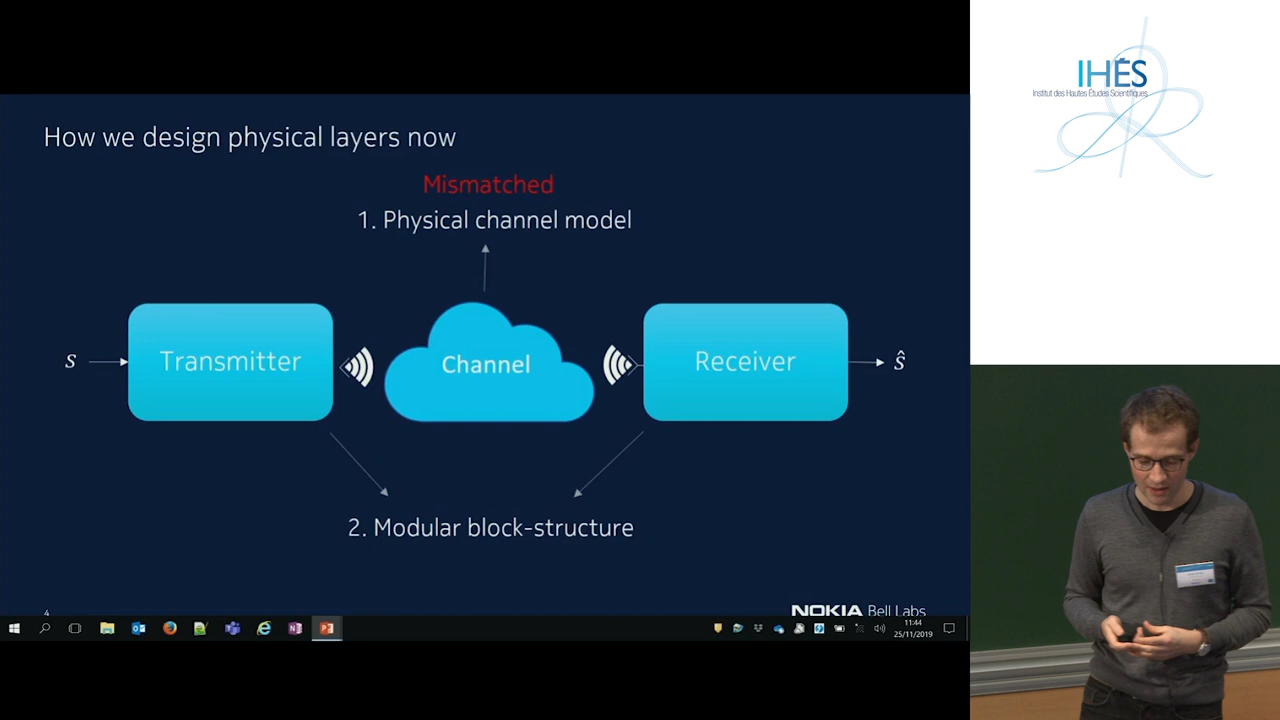 How we design physical layers now
Mismatched
1. Physical channel model
S
Transmitter
Channel
Receiver
ŝ
2. Modular block-structure
4
NOKIA Bell Labs
11:44
25/11/2019
IHÉS
Institut des Hautes Études Scientifiques